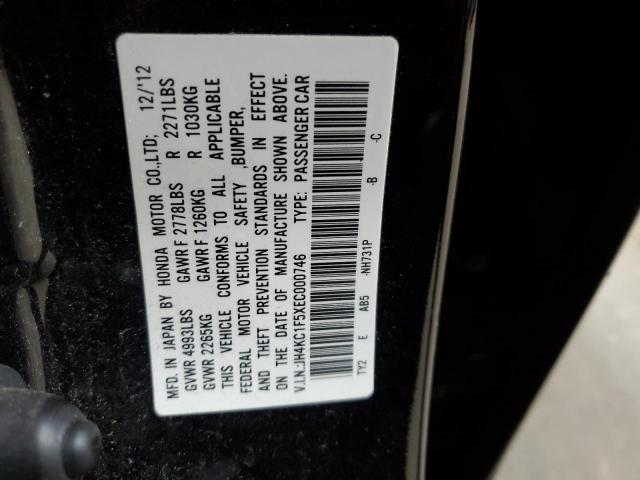 MFD. IN JAPAN BY HONDA MOTOR CO.,LTD; 12/'12
GVWR 4993LBS GAWR F 2778LBS R 2271LBS
GVWR 2265KG GAWR F 1260KG R 1030KG
THIS VEHICLE CONFORMS TO ALL APPLICABLE
FEDERAL MOTOR VEHICLE SAFETY ,BUMPER,
AND THEFT PREVENTION STANDARDS IN EFFECT
ON THE DATE OF MANUFACTURE SHOWN ABOVE.
V.I.N.:JH4KC1F5XEC000746 TYPE: PASSENGER CAR
TY2 E AB5 -NH731P -B -C